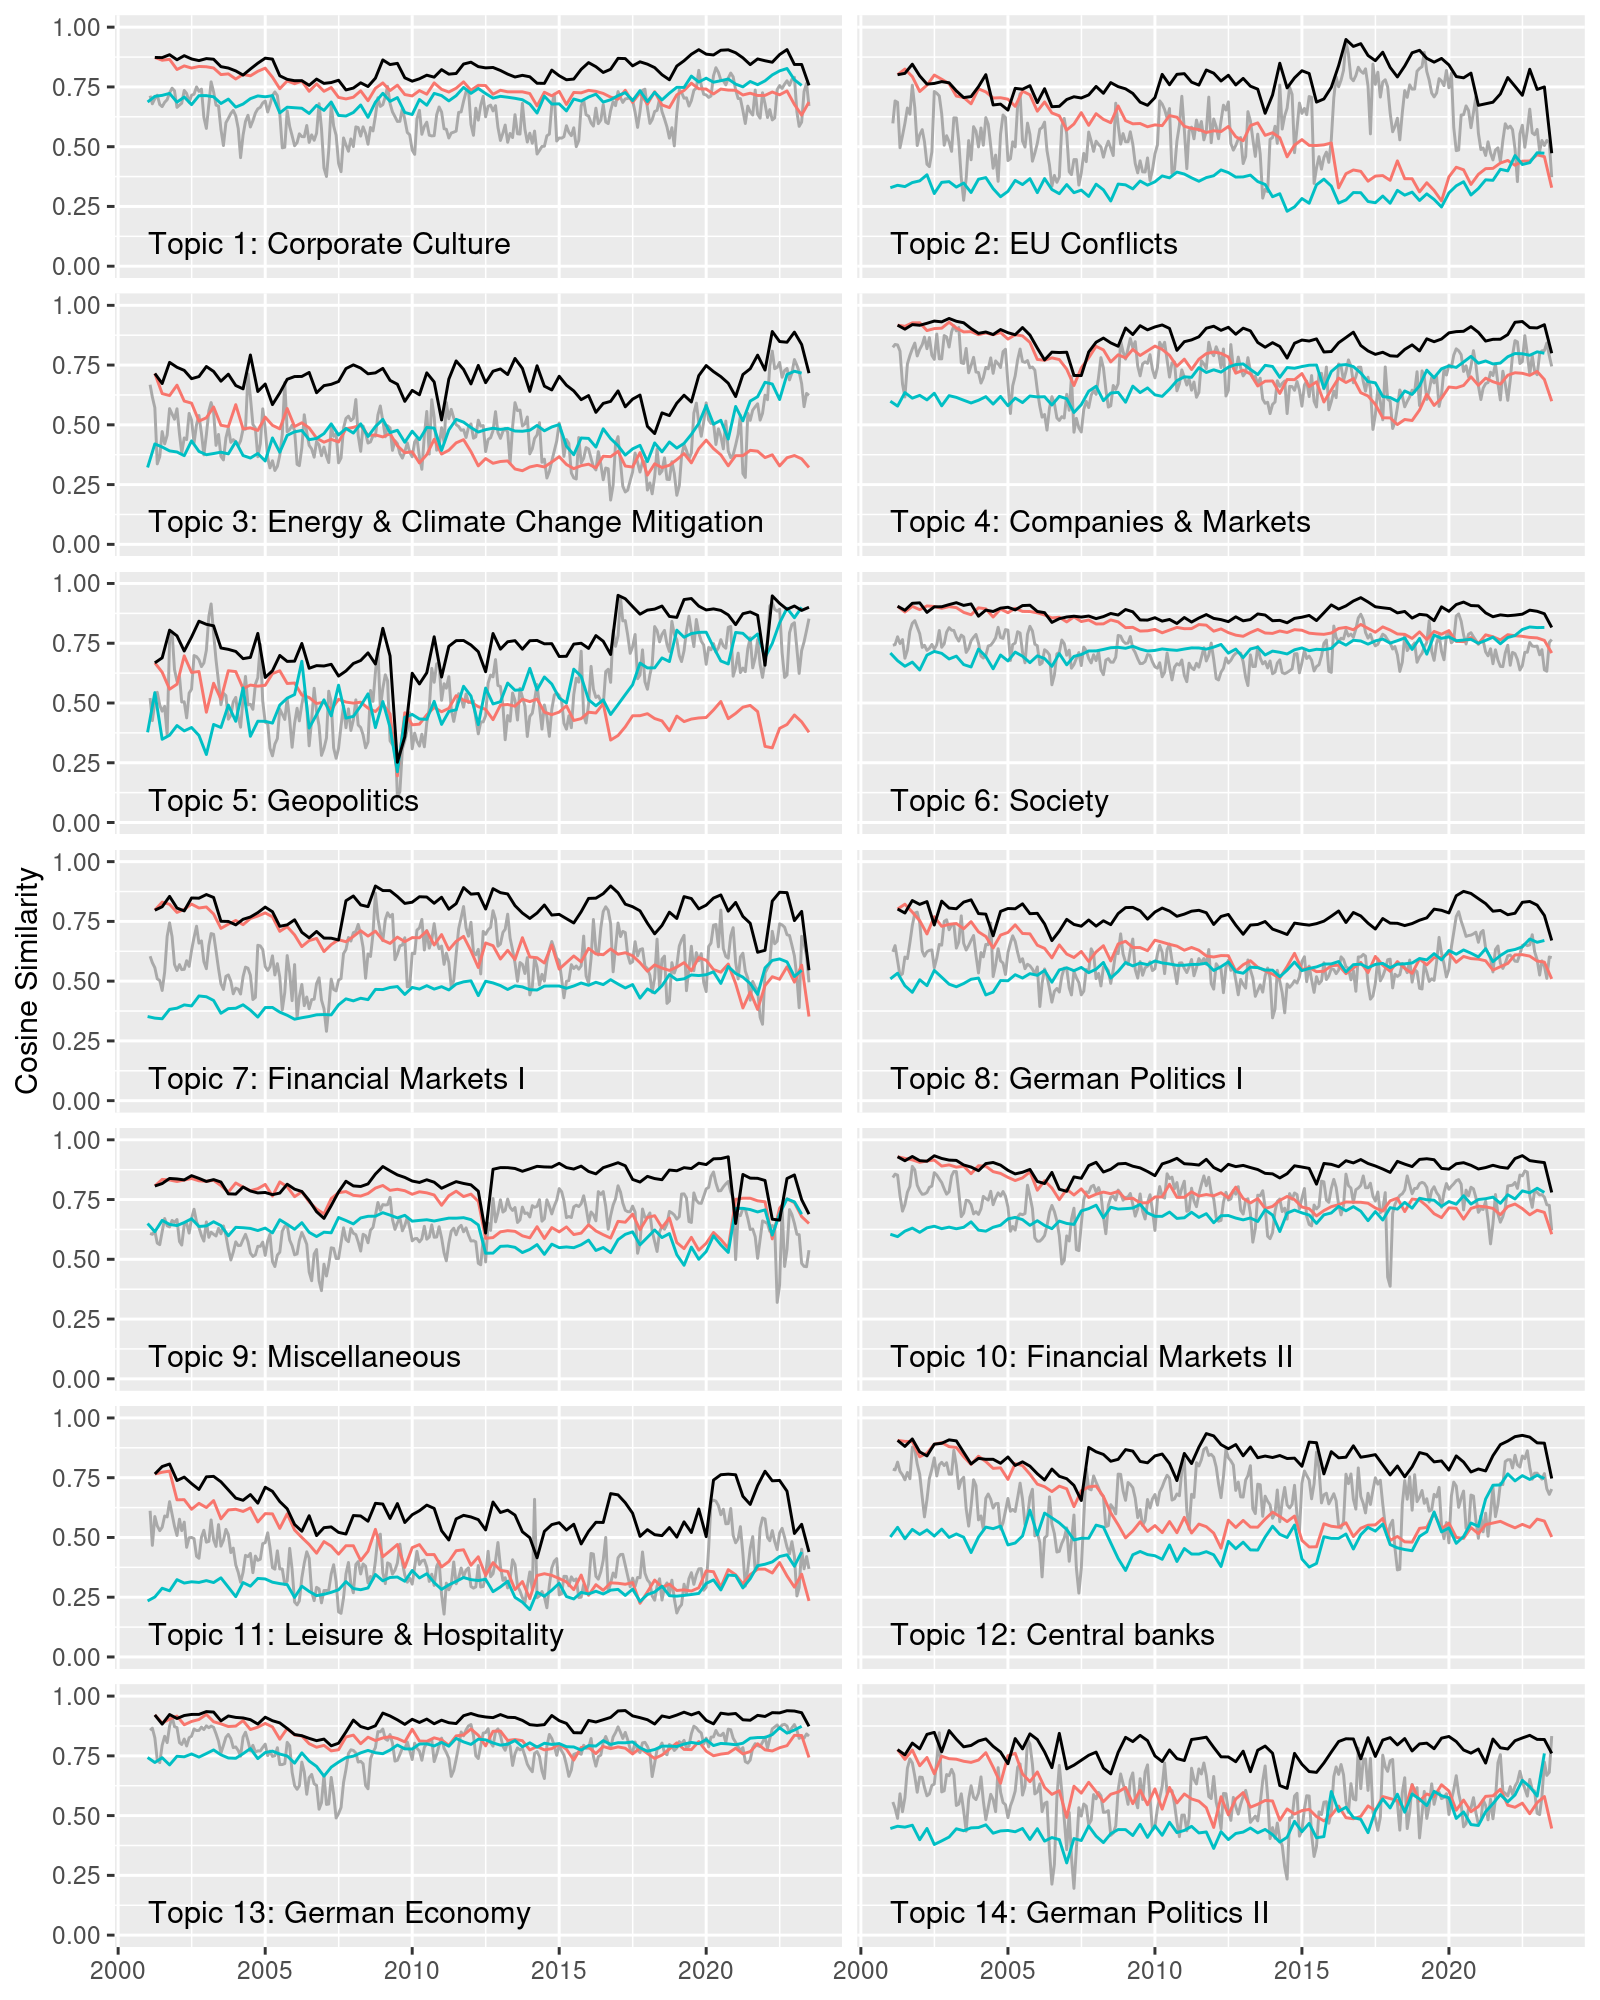 Cosine Similarity
1.00
0.75
0.50
0.25
0.00
Topic 1: Corporate Culture
Topic 2: EU Conflicts
1.00
0.75
0.50
0.25
0.00
Topic 3: Energy & Climate Change Mitigation
Topic 4: Companies & Markets
1.00
0.75
0.50
0.25
0.00
Topic 5: Geopolitics
Topic 6: Society
1.00
0.75
0.50
0.25
0.00
Topic 7: Financial Markets I
Topic 8: German Politics I
1.00
0.75
0.50
0.25
0.00
Topic 9: Miscellaneous
Topic 10: Financial Markets II
1.00
0.75
0.50
0.25
0.00
Topic 11: Leisure & Hospitality
Topic 12: Central banks
1.00
0.75
0.50
0.25
0.00
Topic 13: German Economy
Topic 14: German Politics II
2000 2005 2010 2015 2020 2000 2005 2010 2015 2020